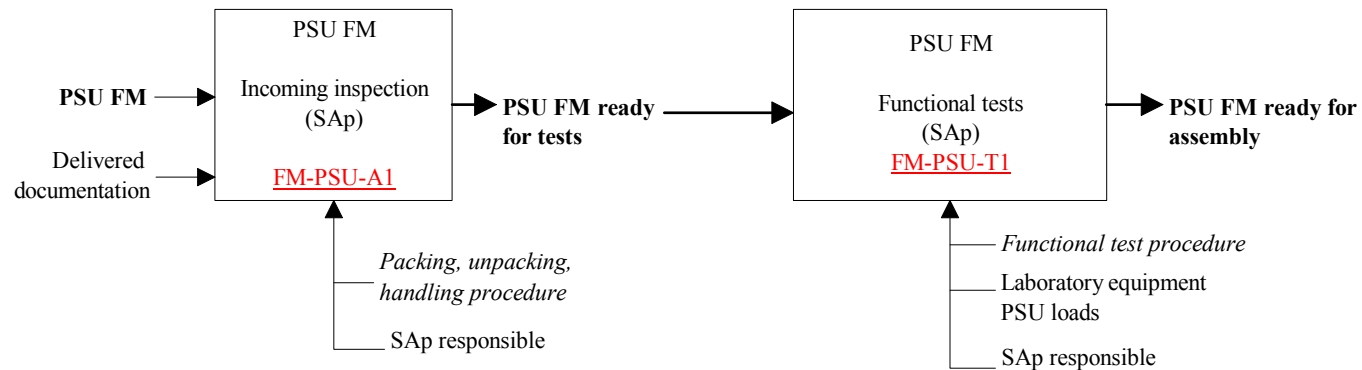 PSU FM
Delivered
documentation
PSU FM
Incoming inspection
(SAp)
FM-PSU-A1
Packing, unpacking,
handling procedure
SAp responsible
PSU FM ready
for tests
PSU FM
Functional tests
(SAp)
FM-PSU-T1
Functional test procedure
Laboratory equipment
PSU loads
SAp responsible
PSU FM ready for
assembly